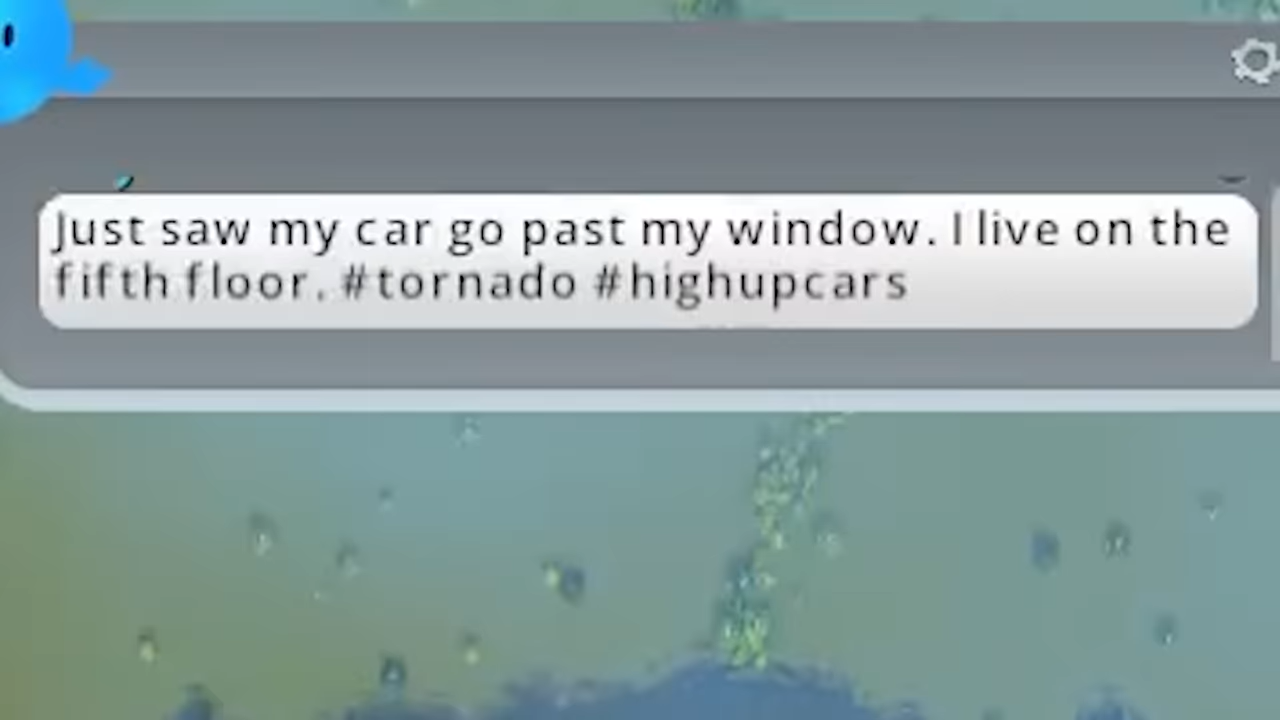 Just saw my car go past my window. I live on the
fifth floor. #tornado #highupcars